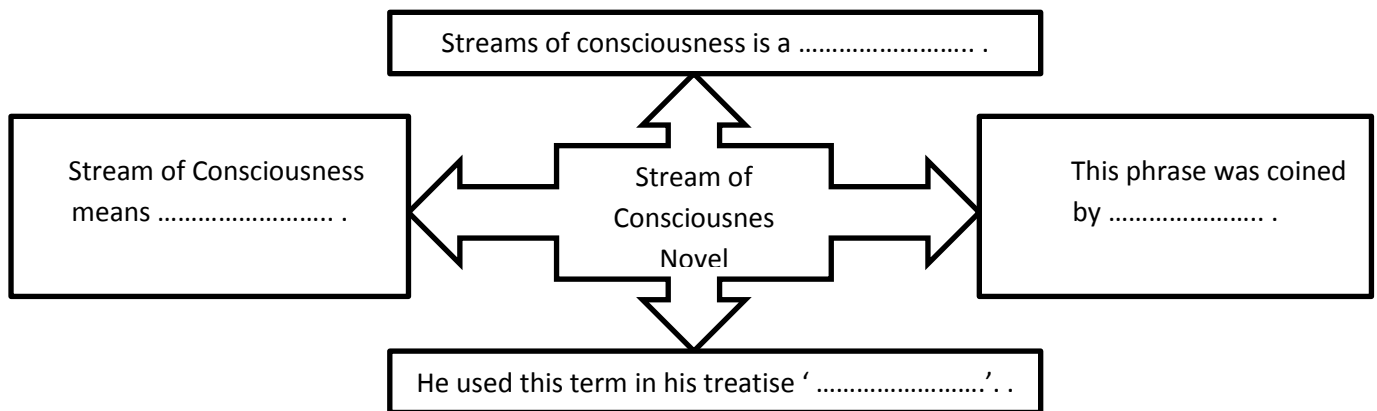 Streams of consciousness is a …………………….. .
Stream of Consciousness
means …………………….. .
Stream of
Consciousnes
Novel
This phrase was coined
by ………………….. .
He used this term in his treatise ‘ …………………….’. .